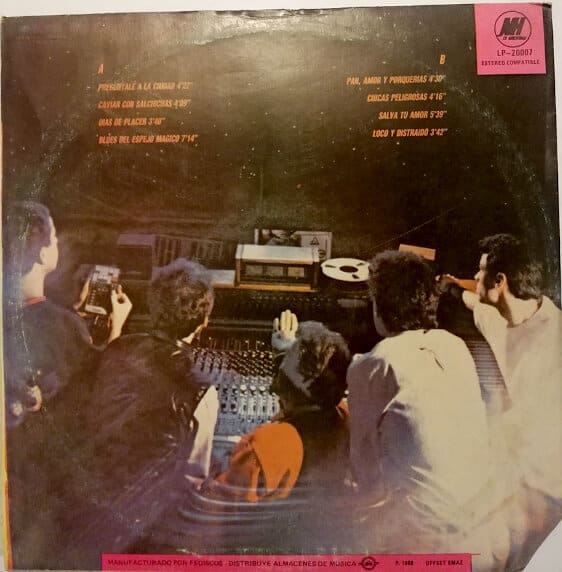 MH
LP-20007
ESTEREO COMPATIBLE
A
PREGUNTALE A LA CIUDAD 4'22"
CAVIAR CON SALCHICHAS 4'09"
DIAS DE PLACER 3'40"
BLUES DEL ESPEJO MAGICO 7'14"
B
PAN, AMOR Y PORQUERIAS 4'30"
CHICAS PELIGROSAS 4'16"
SALVA TU AMOR 5'39"
LOCO Y DISTRAIDO 3'42"
MANUFACTURADO POR FEDISCOS - DISTRIBUYE ALMACENES DE MUSICA
OFFSET